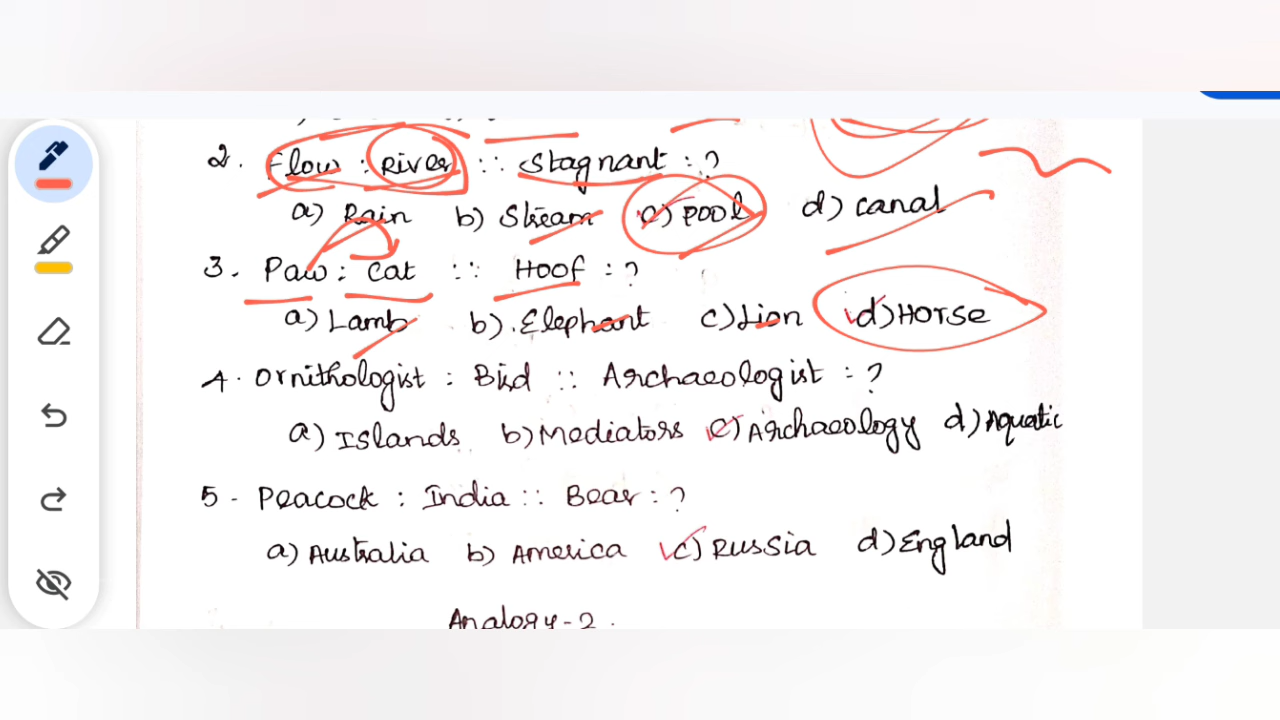 2. Flow : River :: Stagnant : ?
a) Rain b) Stream c) Pool d) canal
3. Paw : Cat :: Hoof : ?
a) Lamb b) Elephant c) Lion d) Horse
4. Ornithologist : Bird :: Archaeologist : ?
a) Islands b) Mediators c) Archaeology d) Aquatic
5 - Peacock : India :: Bear : ?
a) Australia b) America c) Russia d) England
Analogy - 2.